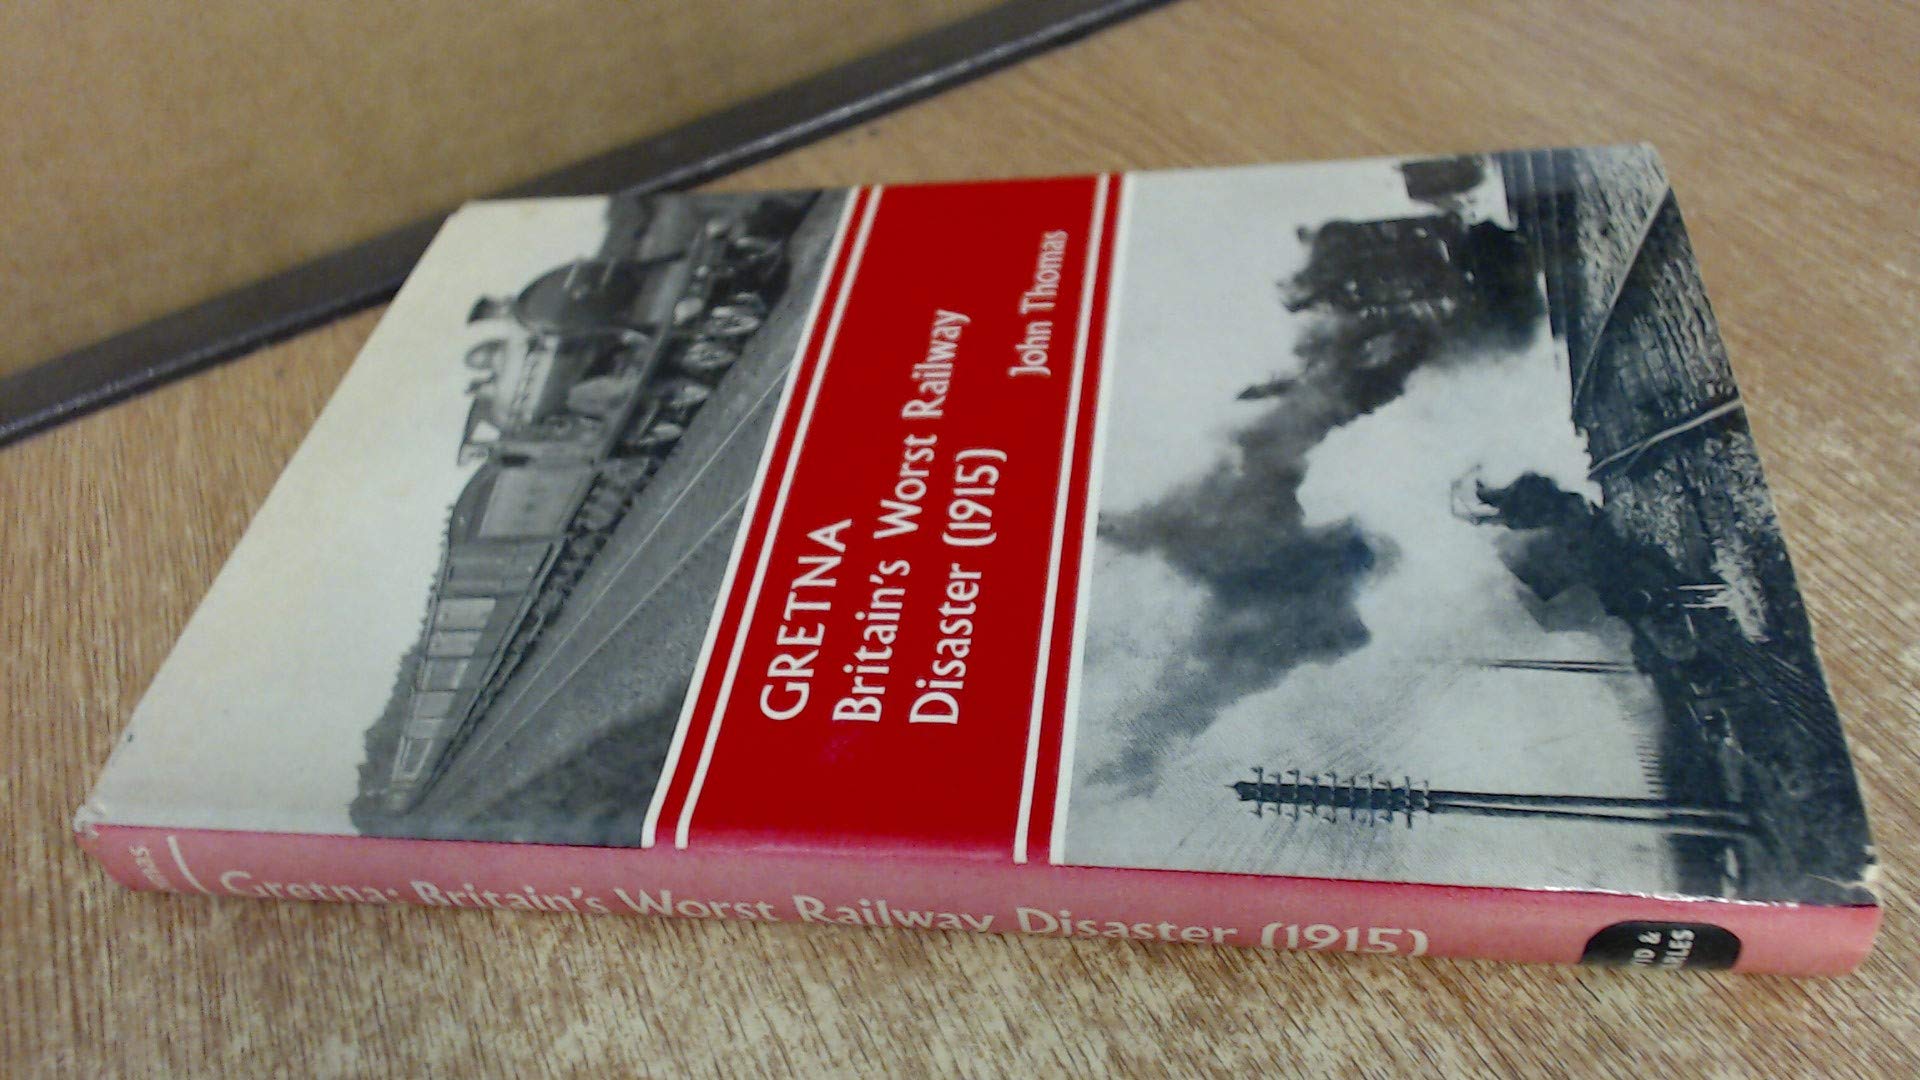 GRETNA
Britain's Worst Railway
Disaster (1915)
John Thomas
Gretna: Britain's Worst Railway Disaster (1915)